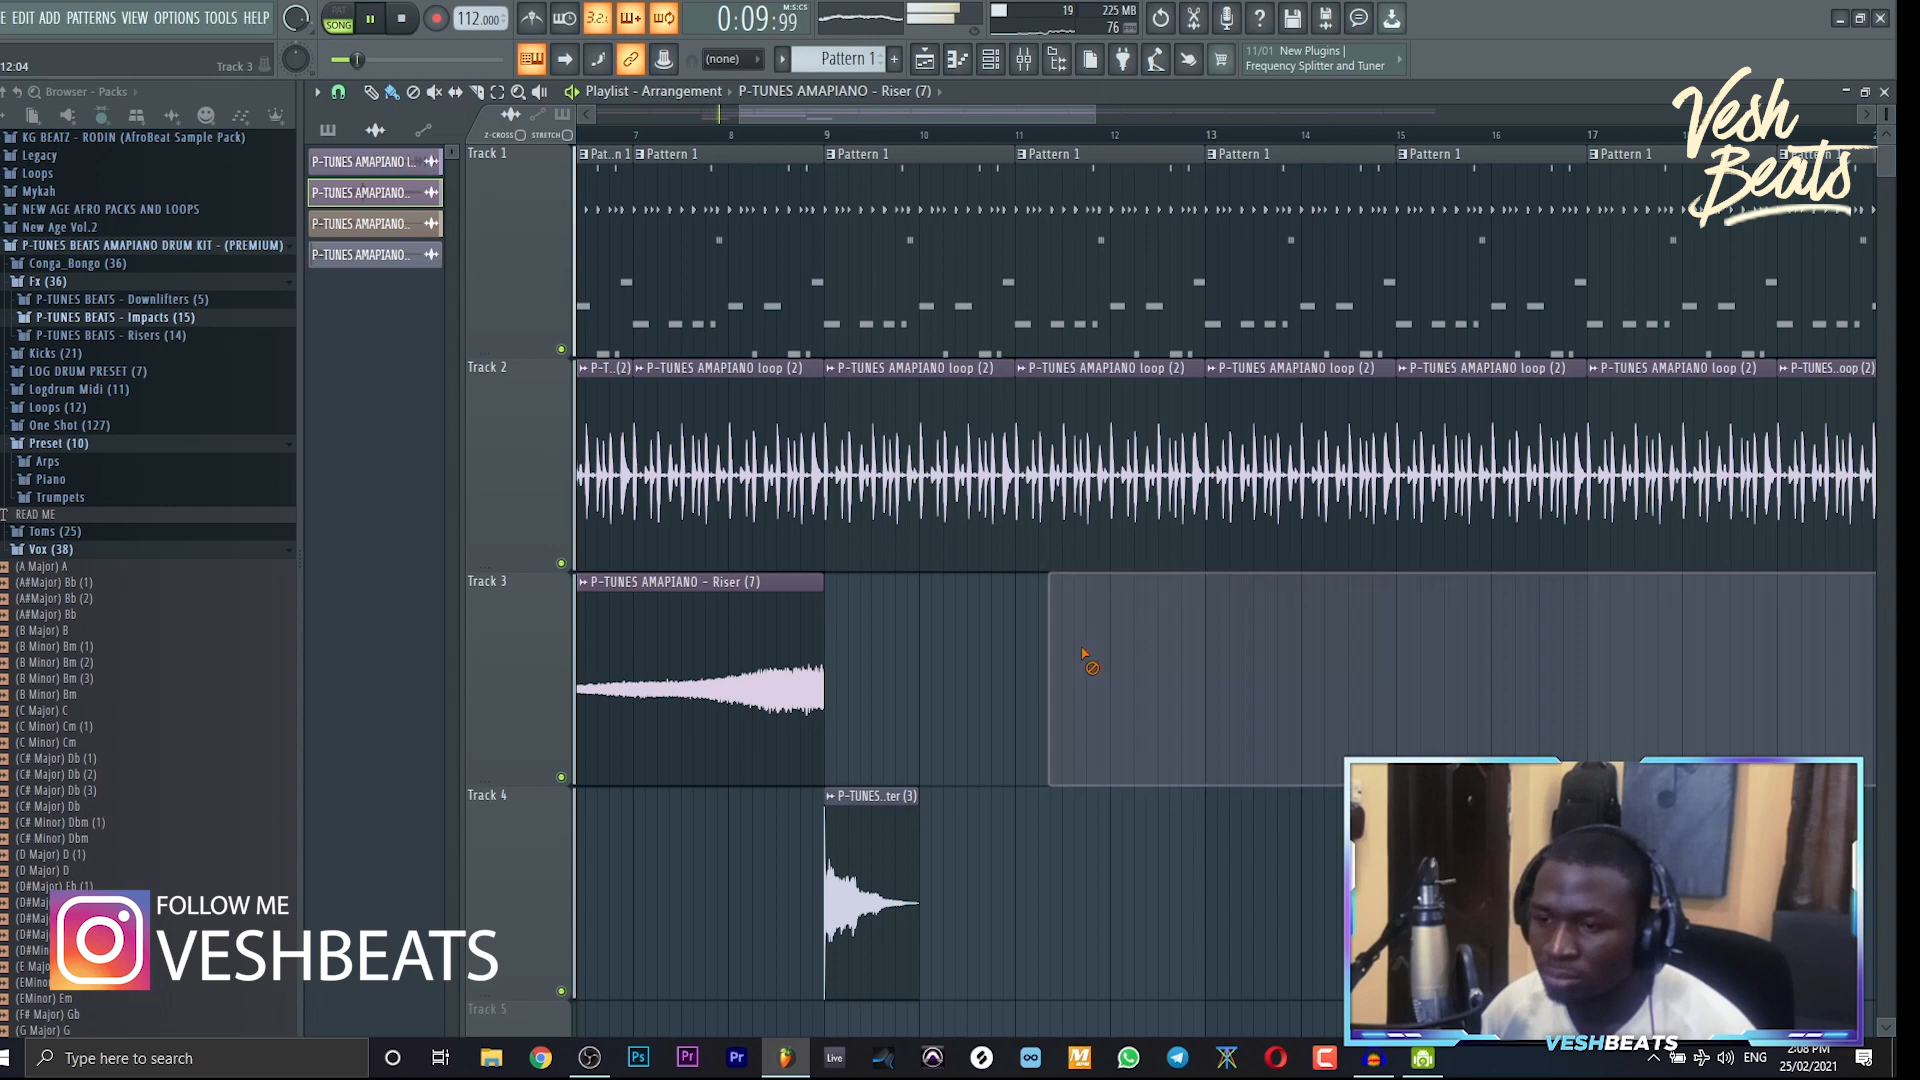 E EDIT ADD PATTERNS VIEW OPTIONS TOOLS HELP
PAT
SONG
112.000
3.2.
0:09:99
M:S:CS
19
225 MB
76
12:04
Track 3
(none)
Pattern 1
11/01 New Plugins |
Frequency Splitter and Tuner
Browser - Packs
Playlist - Arrangement
P-TUNES AMAPIANO - Riser (7)
Z-CROSS
STRETCH
7
8
9
10
11
12
13
14
15
16
17
KG BEATZ - RODIN (AfroBeat Sample Pack)
Legacy
Loops
Mykah
NEW AGE AFRO PACKS AND LOOPS
New Age Vol.2
P-TUNES BEATS AMAPIANO DRUM KIT - (PREMIUM)
Conga_Bongo (36)
Fx (36)
P-TUNES BEATS - Downlifters (5)
P-TUNES BEATS - Impacts (15)
P-TUNES BEATS - Risers (14)
Kicks (21)
LOG DRUM PRESET (7)
Logdrum Midi (11)
Loops (12)
One Shot (127)
Preset (10)
Arps
Piano
Trumpets
READ ME
Toms (25)
Vox (38)
(A Major) A
(A#Major) Bb (1)
(A#Major) Bb (2)
(A#Major) Bb
(B Major) B
(B Minor) Bm (1)
(B Minor) Bm (2)
(B Minor) Bm (3)
(B Minor) Bm
(C Major) C
(C Minor) Cm (1)
(C Minor) Cm
(C# Major) Db (1)
(C# Major) Db (2)
(C# Major) Db (3)
(C# Major) Db
(C# Minor) Dbm (1)
(C# Minor) Dbm
(D Major) D (1)
(D Major) D
(D#Major) Eb (1)
(EMinor) Em
(F# Major) Gb
(G Major) G
P-TUNES AMAPIANO l..
P-TUNES AMAPIANO..
P-TUNES AMAPIANO..
P-TUNES AMAPIANO..
Track 1
Pat..n 1
Pattern 1
Pattern 1
Pattern 1
Pattern 1
Pattern 1
Pattern 1
Track 2
P-T..(2)
P-TUNES AMAPIANO loop (2)
P-TUNES AMAPIANO loop (2)
P-TUNES AMAPIANO loop (2)
P-TUNES AMAPIANO loop (2)
P-TUNES AMAPIANO loop (2)
P-TUNES AMAPIANO loop (2)
P-TUNES..oop (2)
Track 3
P-TUNES AMAPIANO - Riser (7)
Track 4
P-TUNES..ter (3)
Track 5
Vesh
Beats
FOLLOW ME
VESHBEATS
VESHBEATS
Type here to search
Ps
Pr
Pr
Live
ENG
2:08 PM
25/02/2021